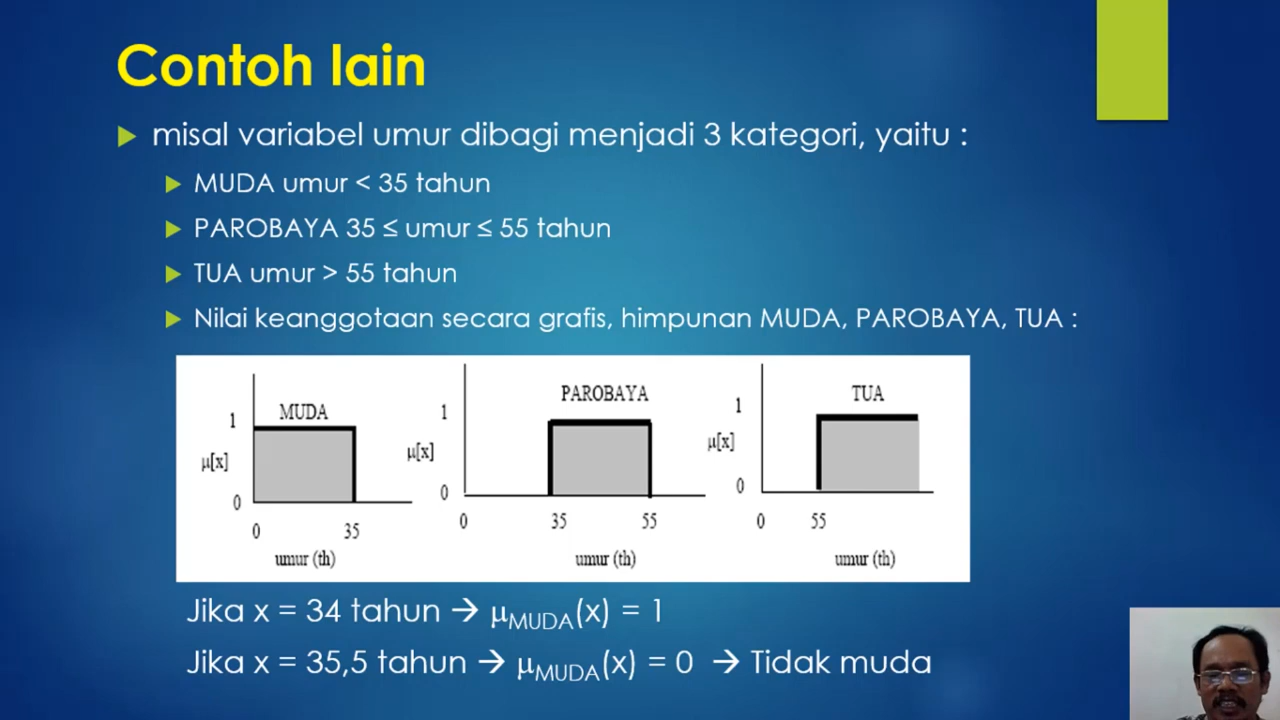 Contoh lain
misal variabel umur dibagi menjadi 3 kategori, yaitu :
MUDA umur < 35 tahun
PAROBAYA 35 ≤ umur ≤ 55 tahun
TUA umur > 55 tahun
Nilai keanggotaan secara grafis, himpunan MUDA, PAROBAYA, TUA :
MUDA
1
μ[x]
0
0 35
umur (th)
PAROBAYA
1
μ[x]
0
0 35 55
umur (th)
TUA
1
μ[x]
0
0 55
umur (th)
Jika x = 34 tahun → μMUDA(x) = 1
Jika x = 35,5 tahun → μMUDA(x) = 0 → Tidak muda